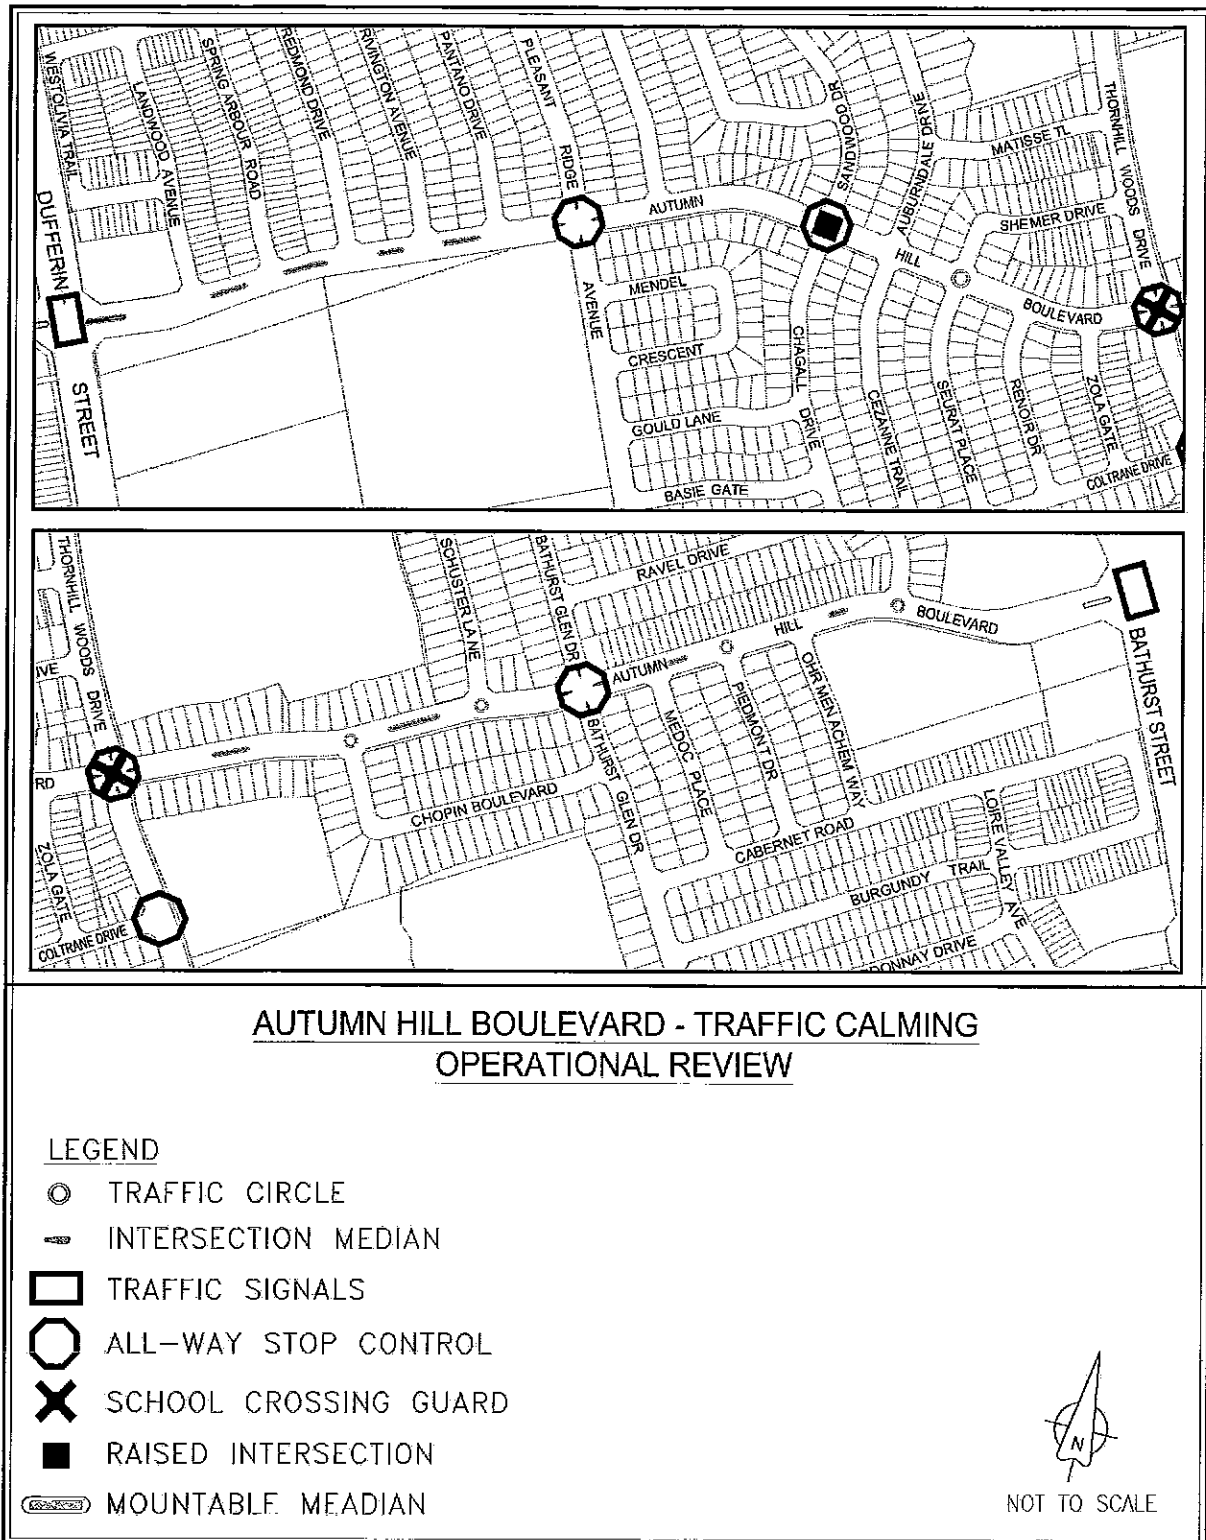 WESTOLIVIA TRAIL
LANDWOOD AVENUE
SPRING ARBOUR ROAD
REDMOND DRIVE
RIVINGTON AVENUE
PANTANO DRIVE
PLEASANT
RIDGE
AVENUE
SANDWOOD DR
AUBURNDALE DRIVE
MATISSE TL
THORNHILL WOODS DRIVE
SHEMER DRIVE
DUFFERIN
STREET
AUTUMN
HILL
BOULEVARD
MENDEL
CRESCENT
GOULD LANE
BASIE GATE
CHAGALL
DRIVE
CEZANNE TRAIL
SEURAT PLACE
RENOIR DR
ZOLA GATE
COLTRANE DRIVE
THORNHILL WOODS DRIVE
IVE
RD
ZOLA GATE
COLTRANE DRIVE
SCHUSTER LANE
BATHURST GLEN DR
RAVEL DRIVE
AUTUMN
HILL
BOULEVARD
BATHURST STREET
CHOPIN BOULEVARD
BATHURST GLEN DR
MEDOC PLACE
PIEDMONT DR
OHR MEN ACHEM WAY
CABERNET ROAD
LOIRE VALLEY AVE
BURGUNDY TRAIL
DONNAY DRIVE
AUTUMN HILL BOULEVARD - TRAFFIC CALMING
OPERATIONAL REVIEW
LEGEND
TRAFFIC CIRCLE
INTERSECTION MEDIAN
TRAFFIC SIGNALS
ALL-WAY STOP CONTROL
SCHOOL CROSSING GUARD
RAISED INTERSECTION
MOUNTABLE MEADIAN
N
NOT TO SCALE